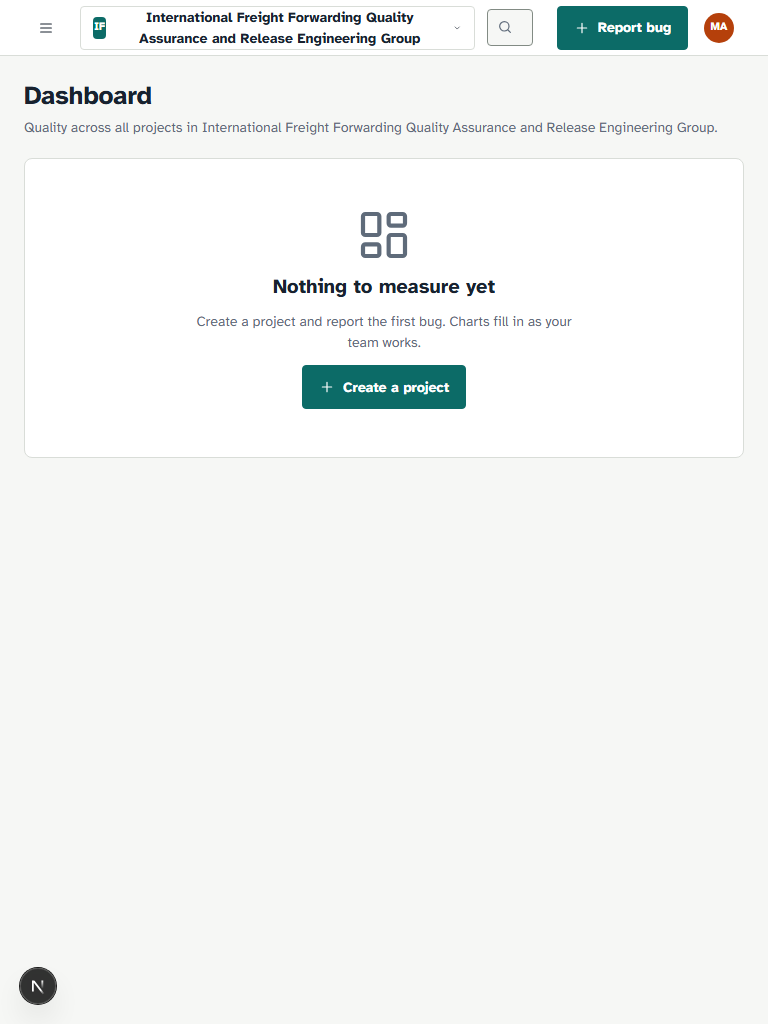 IF
International Freight Forwarding Quality
Assurance and Release Engineering Group
Report bug
MA
Dashboard
Quality across all projects in International Freight Forwarding Quality Assurance and Release Engineering Group.
Nothing to measure yet
Create a project and report the first bug. Charts fill in as your
team works.
Create a project
N